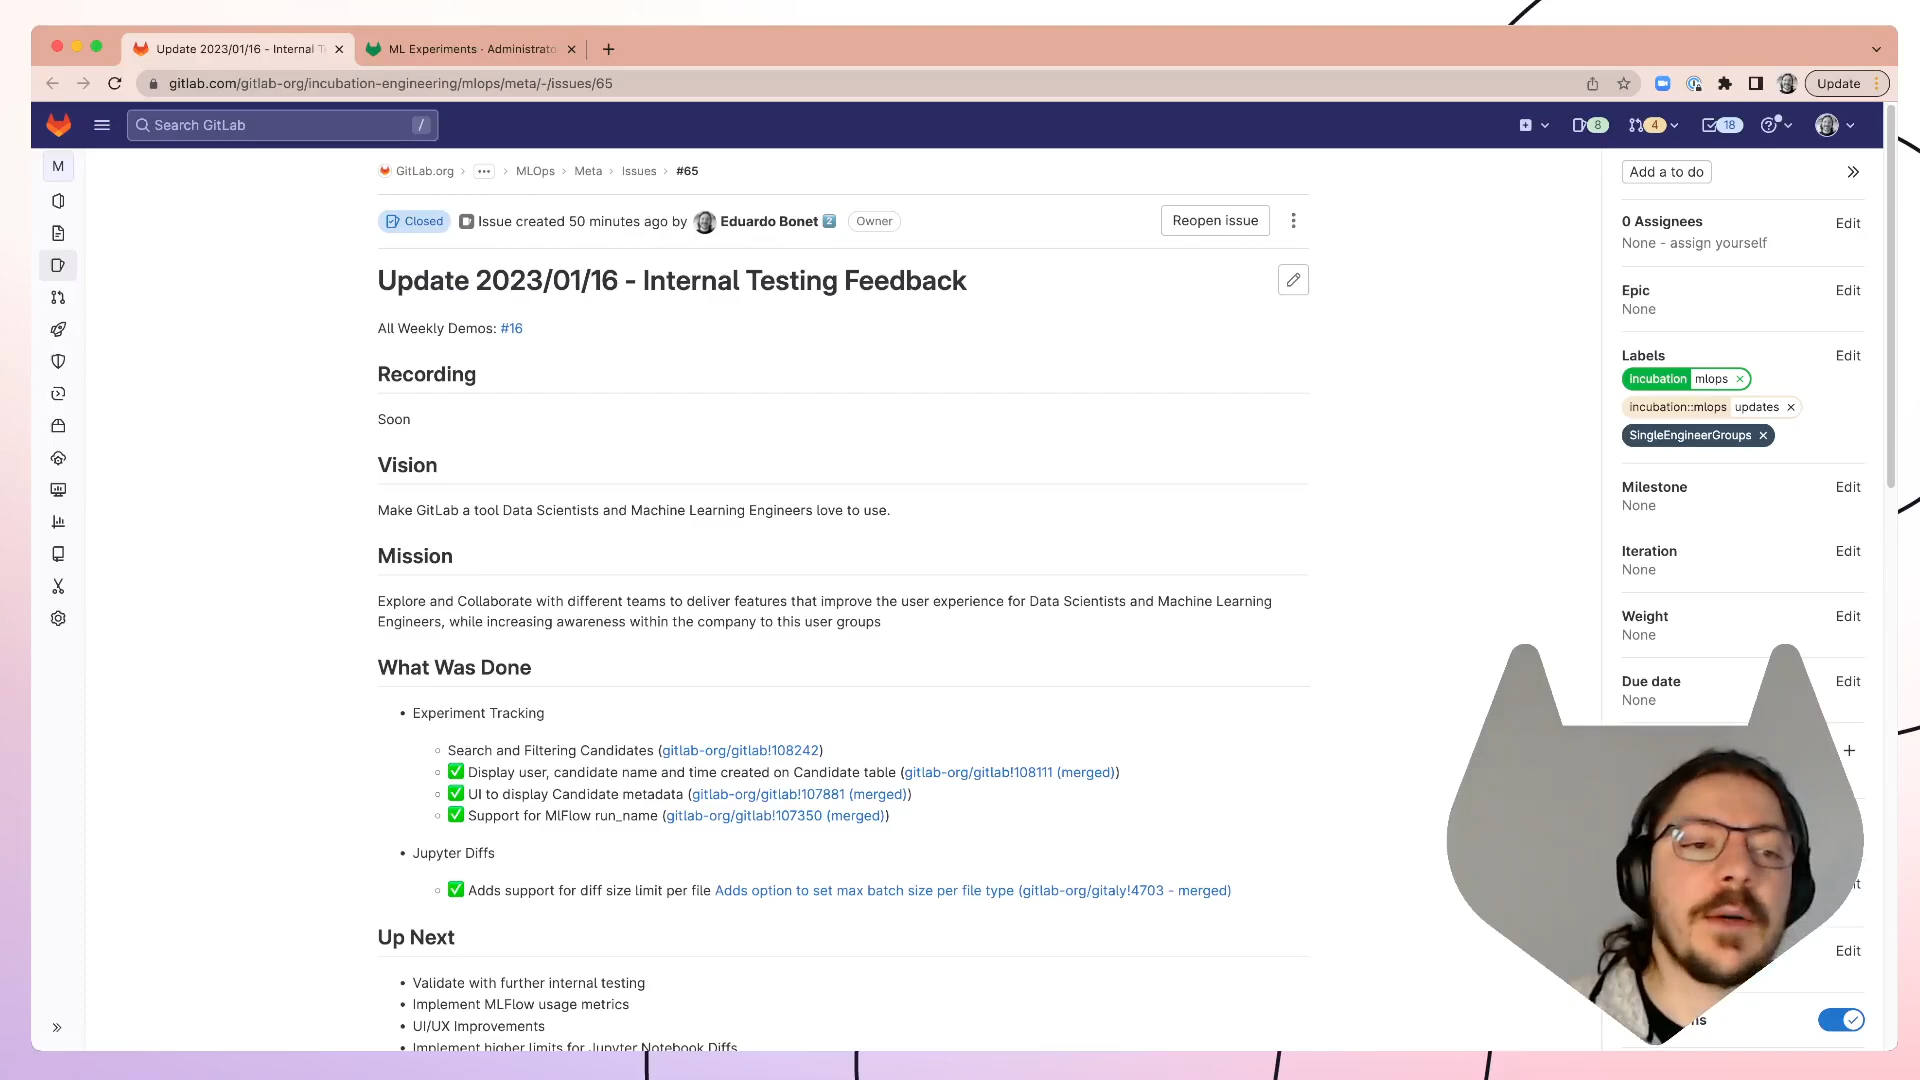 Update 2023/01/16 - Internal T
ML Experiments · Administrato
gitlab.com/gitlab-org/incubation-engineering/mlops/meta/-/issues/65
Update
Search GitLab
/
8
4
18
M
GitLab.org > ••• > MLOps > Meta > Issues > #65
Closed
Issue created 50 minutes ago by Eduardo Bonet 2 Owner
Reopen issue
Update 2023/01/16 - Internal Testing Feedback
All Weekly Demos: #16
Recording
Soon
Vision
Make GitLab a tool Data Scientists and Machine Learning Engineers love to use.
Mission
Explore and Collaborate with different teams to deliver features that improve the user experience for Data Scientists and Machine Learning
Engineers, while increasing awareness within the company to this user groups
What Was Done
• Experiment Tracking
◦ Search and Filtering Candidates (gitlab-org/gitlab!108242)
◦ ✅ Display user, candidate name and time created on Candidate table (gitlab-org/gitlab!108111 (merged))
◦ ✅ UI to display Candidate metadata (gitlab-org/gitlab!107881 (merged))
◦ ✅ Support for MlFlow run_name (gitlab-org/gitlab!107350 (merged))
• Jupyter Diffs
◦ ✅ Adds support for diff size limit per file Adds option to set max batch size per file type (gitlab-org/gitaly!4703 - merged)
Up Next
• Validate with further internal testing
• Implement MLFlow usage metrics
• UI/UX Improvements
• Implement higher limits for Jupyter Notebook Diffs
Add a to do
0 Assignees
Edit
None - assign yourself
Epic
Edit
None
Labels
Edit
incubation mlops
incubation::mlops updates
SingleEngineerGroups
Milestone
Edit
None
Iteration
Edit
None
Weight
Edit
None
Due date
Edit
None
Edit